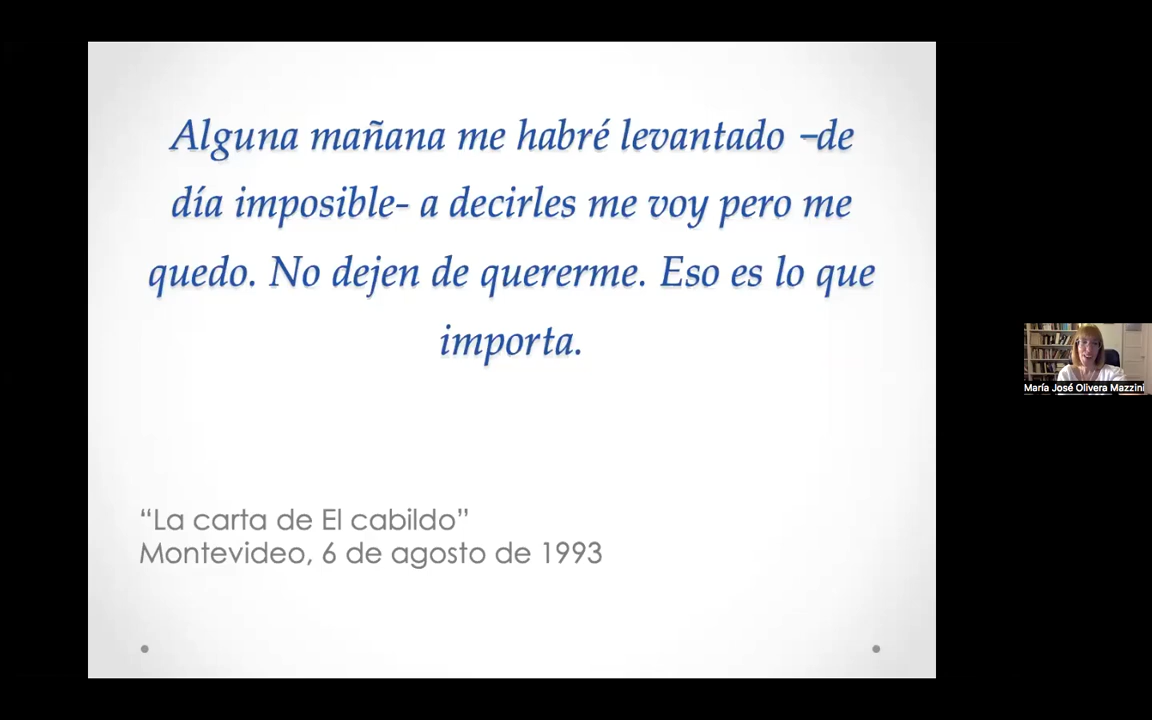 Alguna mañana me habré levantado –de
día imposible- a decirles me voy pero me
quedo. No dejen de quererme. Eso es lo que
importa.
“La carta de El cabildo”
Montevideo, 6 de agosto de 1993
María José Olivera Mazzini